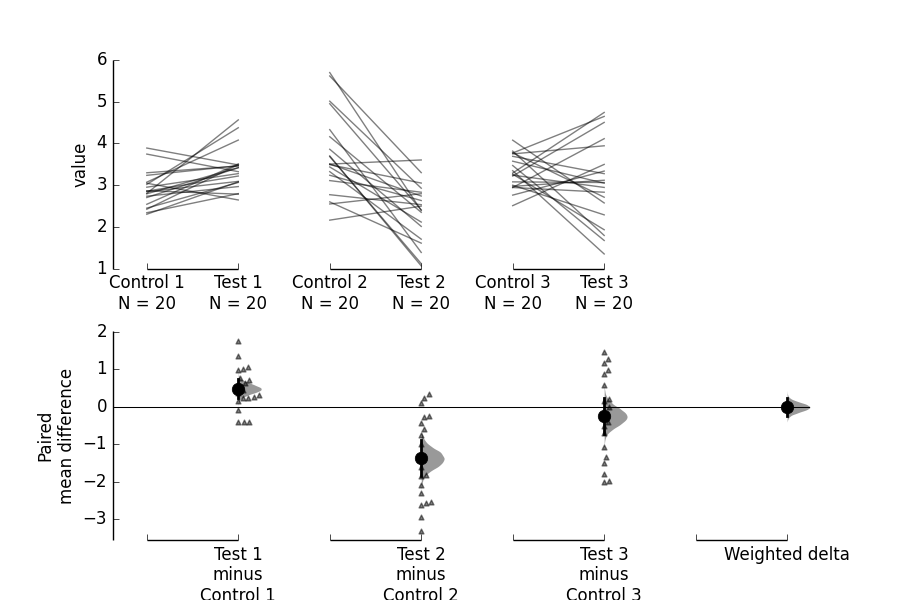 6
5
4
3
2
1
value
Control 1 Test 1 Control 2 Test 2 Control 3 Test 3
N = 20 N = 20 N = 20 N = 20 N = 20 N = 20
2
1
0
−1
−2
−3
Paired
mean difference
Test 1 Test 2 Test 3 Weighted delta
minus minus minus
Control 1 Control 2 Control 3